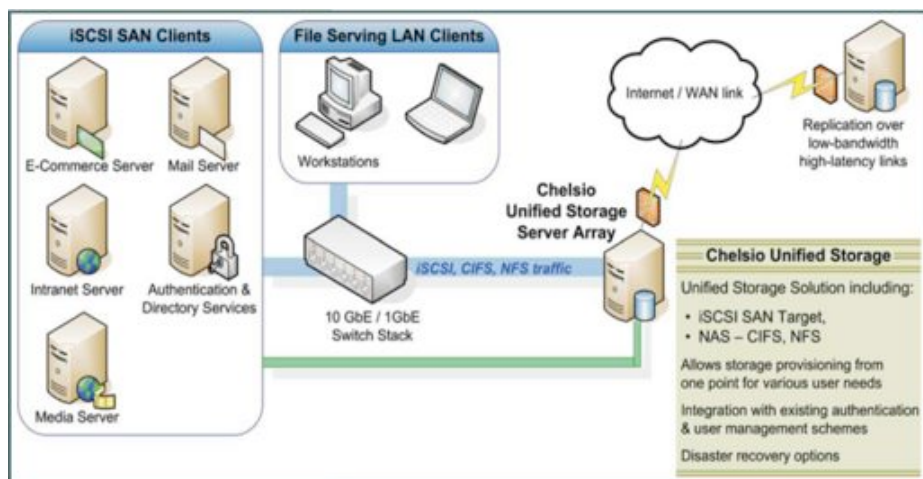 iSCSI SAN Clients
E-Commerce Server
Mail Server
Intranet Server
Authentication &
Directory Services
Media Server
File Serving LAN Clients
Workstations
10 GbE / 1GbE
Switch Stack
iSCSI, CIFS, NFS traffic
Chelsio
Unified Storage
Server Array
Internet / WAN link
Replication over
low-bandwidth
high-latency links
Chelsio Unified Storage
Unified Storage Solution including:
• iSCSI SAN Target,
• NAS – CIFS, NFS
Allows storage provisioning from
one point for various user needs
Integration with existing authentication
& user management schemes
Disaster recovery options